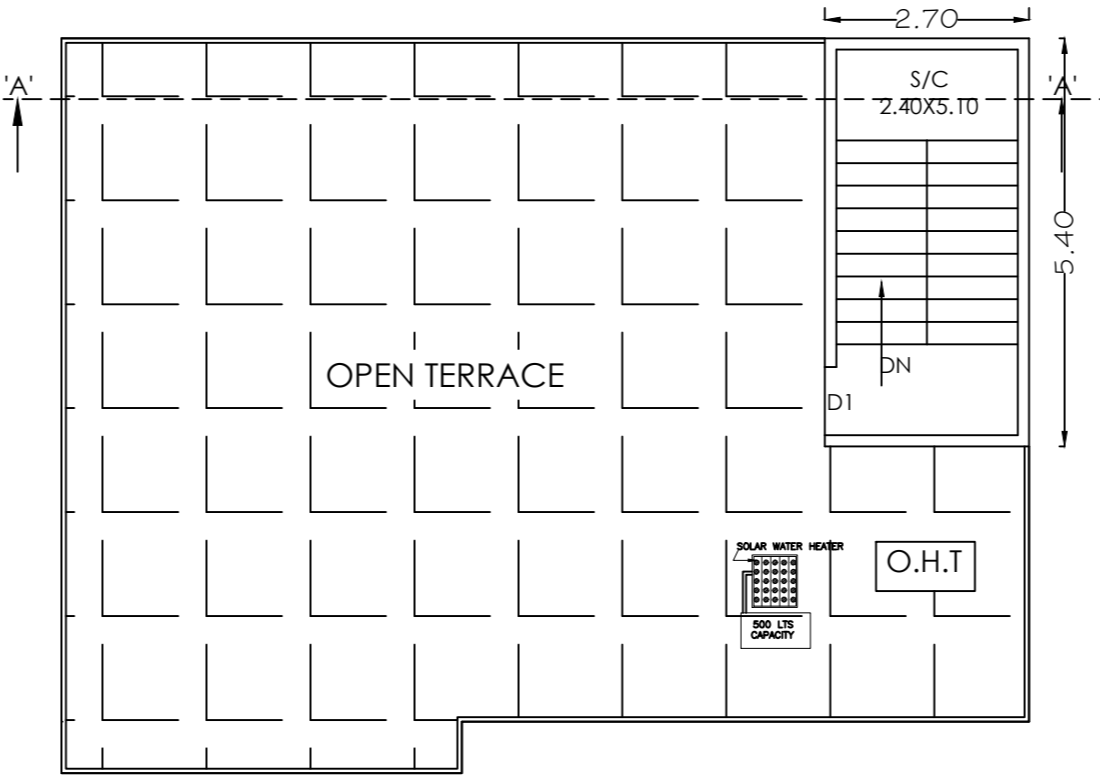 2.70
'A'
'A'
S/C
2.40X5.10
5.40
OPEN TERRACE
DN
D1
SOLAR WATER HEATER
O.H.T
500 LTS
CAPACITY